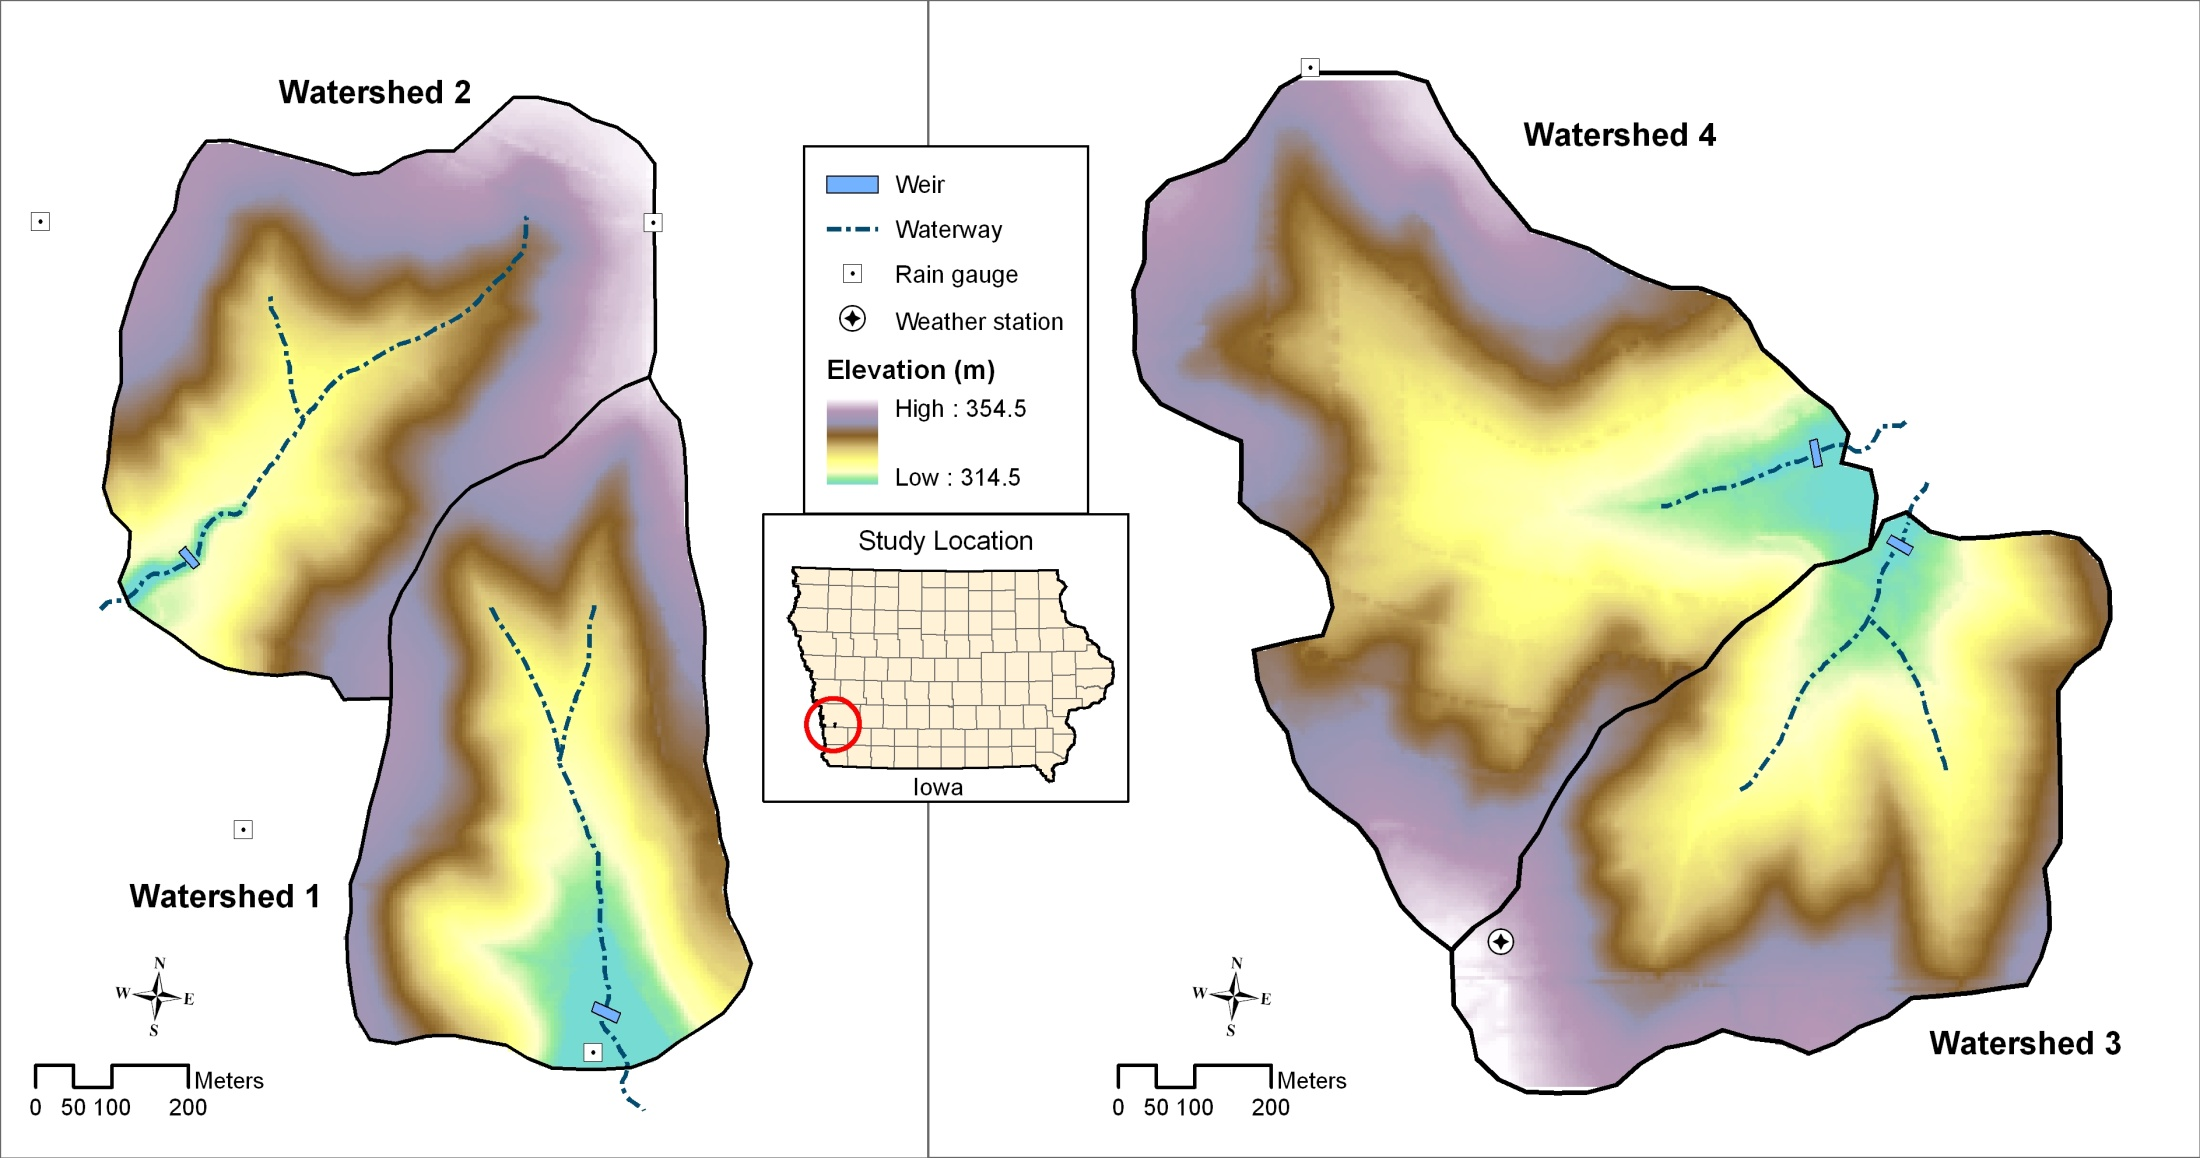 Watershed 2
Watershed 1
N
W E
S
Meters
0 50 100 200
Weir
Waterway
Rain gauge
Weather station
Elevation (m)
High : 354.5
Low : 314.5
Study Location
Iowa
Watershed 4
Watershed 3
N
W E
S
Meters
0 50 100 200